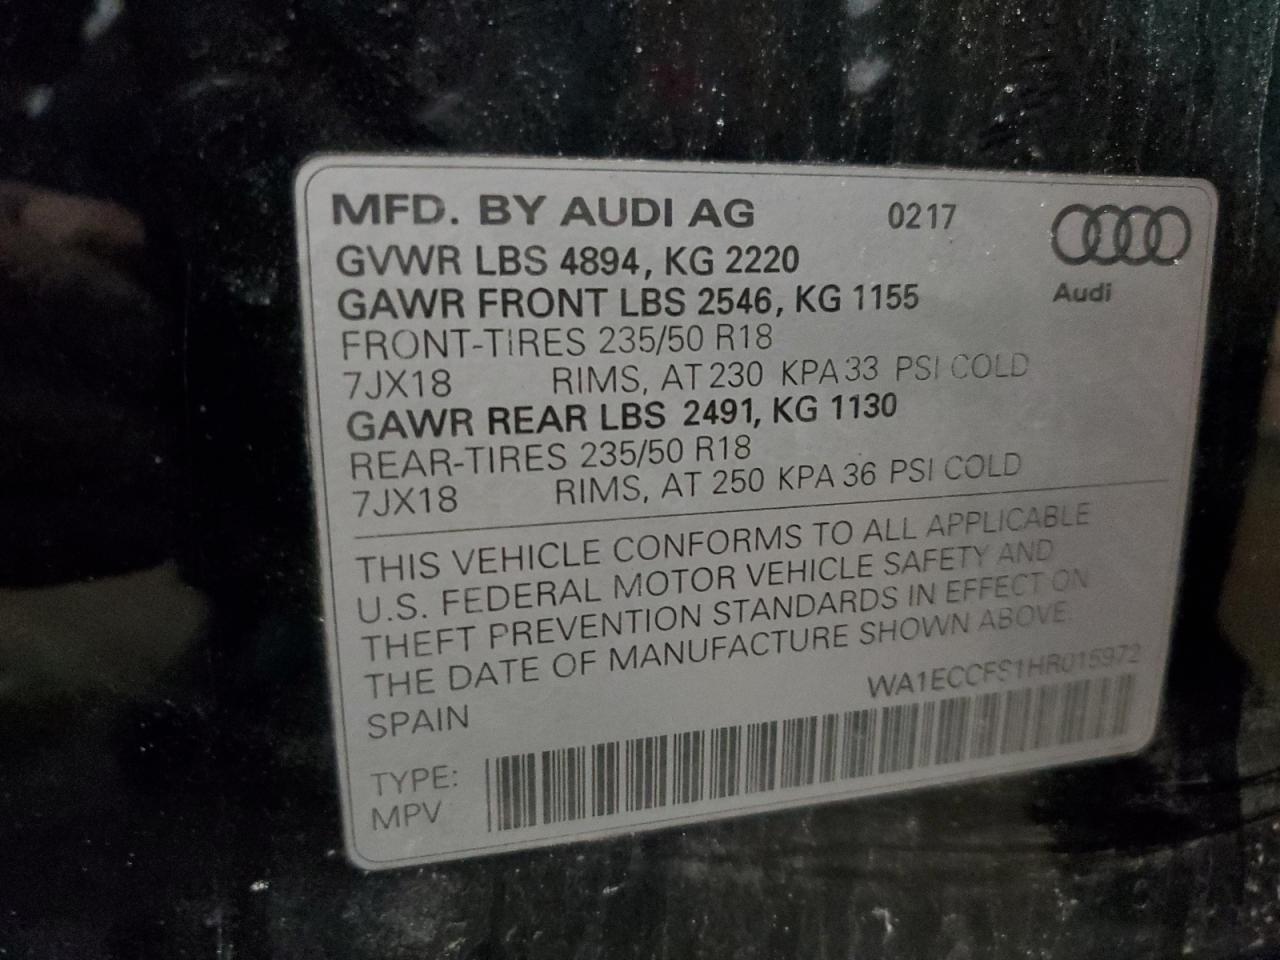 MFD. BY AUDI AG 0217
Audi
GVWR LBS 4894, KG 2220
GAWR FRONT LBS 2546, KG 1155
FRONT-TIRES 235/50 R18
7JX18 RIMS, AT 230 KPA 33 PSI COLD
GAWR REAR LBS 2491, KG 1130
REAR-TIRES 235/50 R18
7JX18 RIMS, AT 250 KPA 36 PSI COLD
THIS VEHICLE CONFORMS TO ALL APPLICABLE
U.S. FEDERAL MOTOR VEHICLE SAFETY AND
THEFT PREVENTION STANDARDS IN EFFECT ON
THE DATE OF MANUFACTURE SHOWN ABOVE.
SPAIN WA1ECCFS1HR015972
TYPE:
MPV